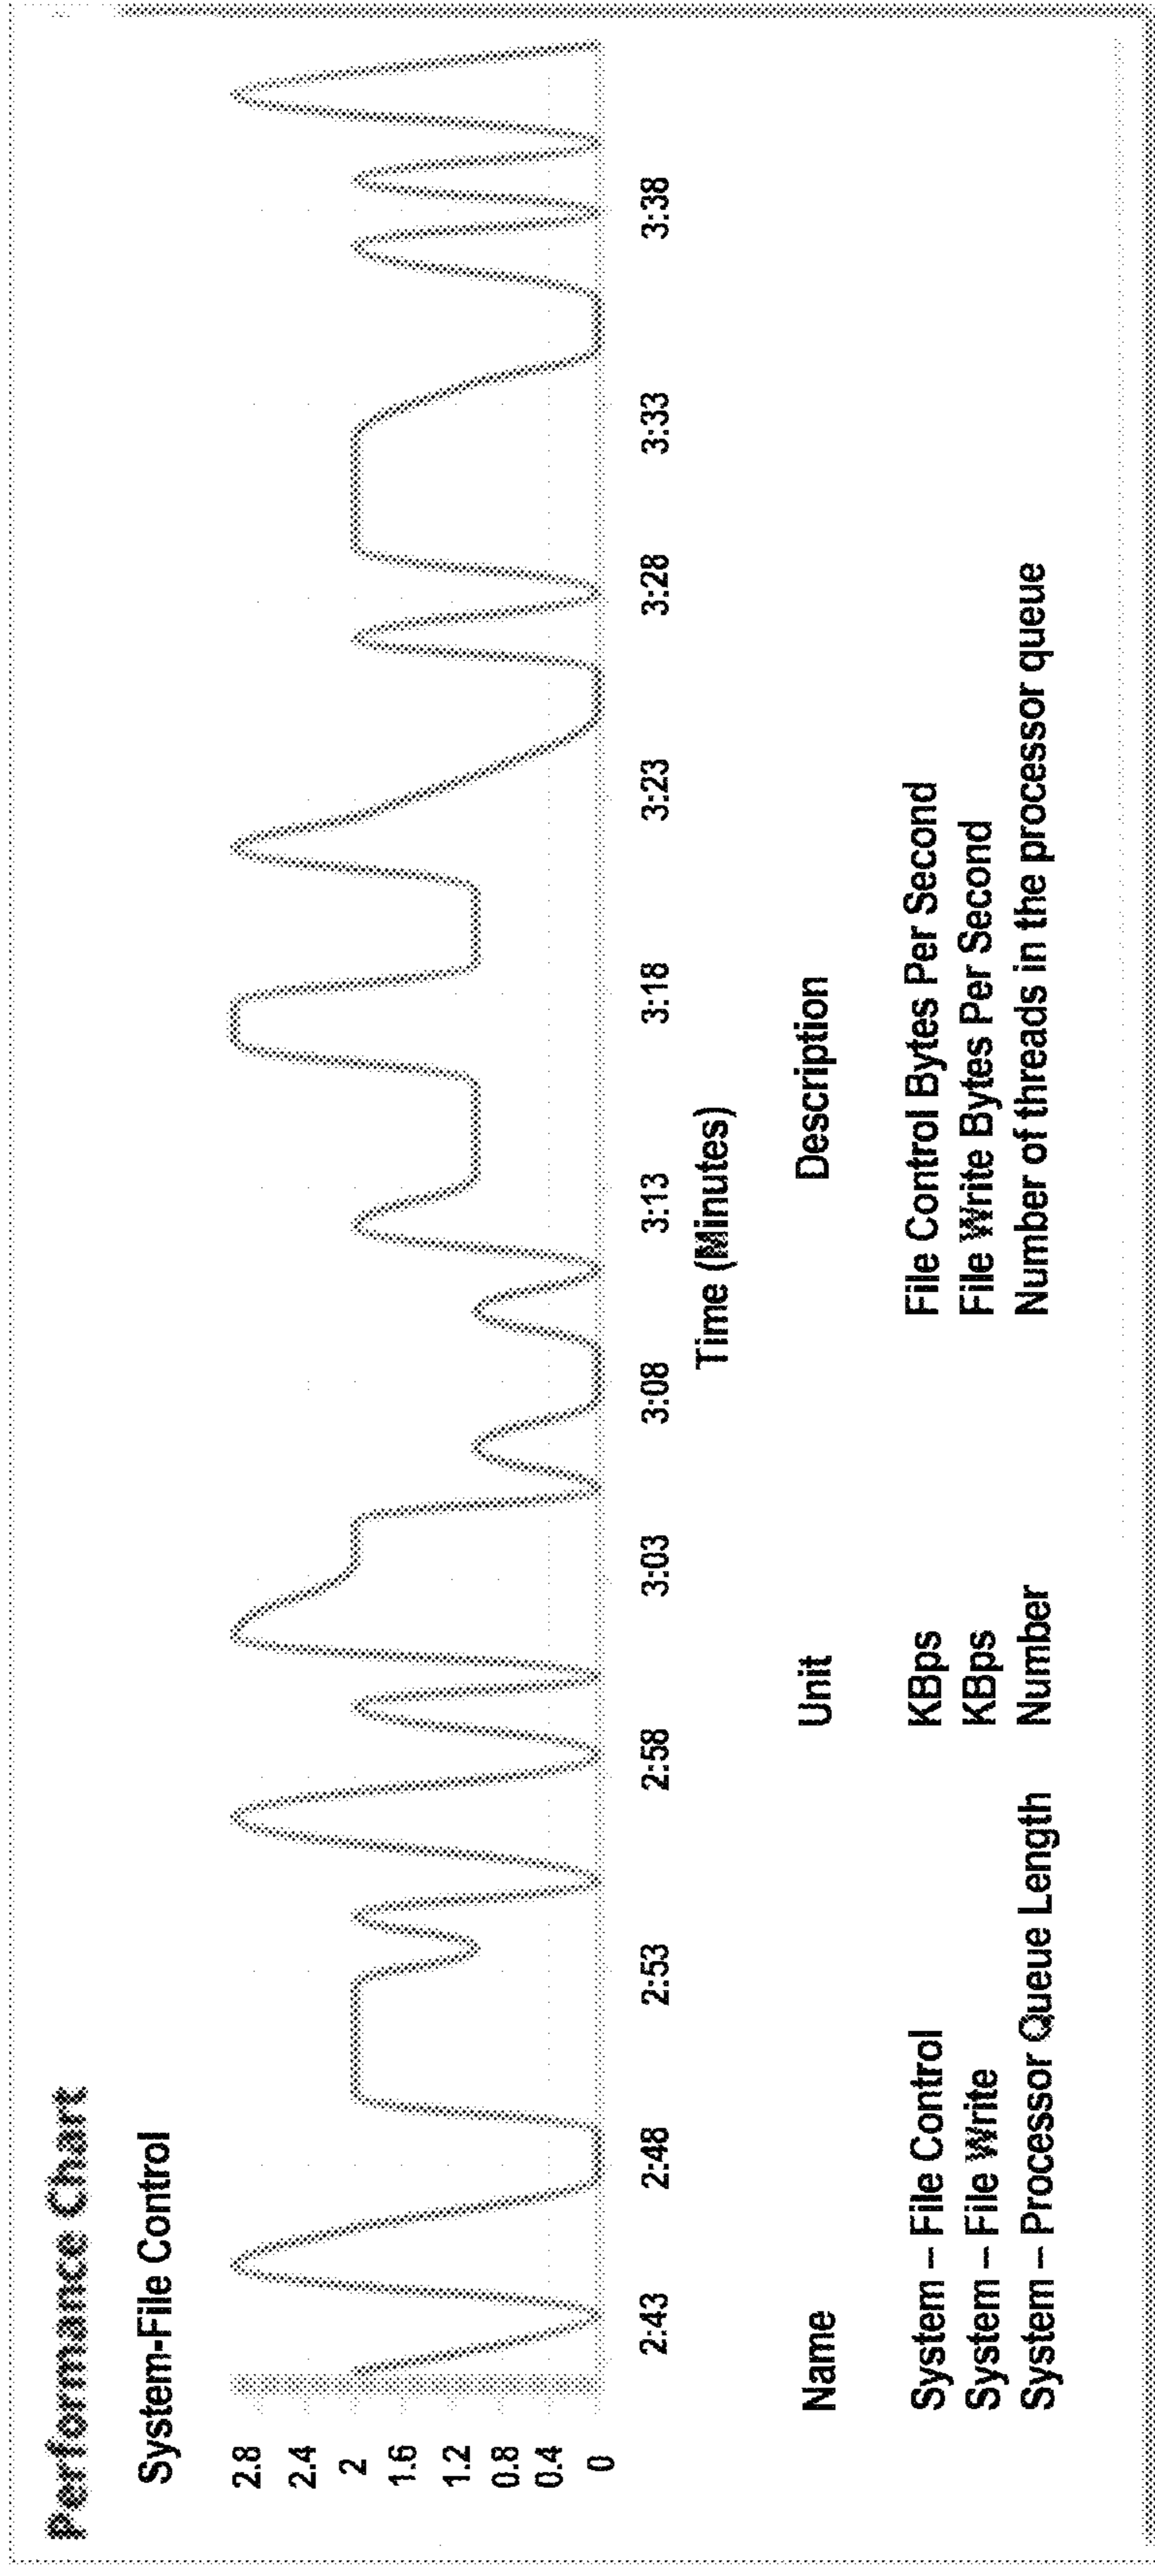 Performance Chart
System-File Control
2.8
2.4
2
1.6
1.2
0.8
0.4
0
2:43 2:48 2:53 2:58 3:03 3:08 3:13 3:18 3:23 3:28 3:33 3:38
Time (Minutes)
Name Unit Description
System – File Control KBps File Control Bytes Per Second
System – File Write KBps File Write Bytes Per Second
System – Processor Queue Length Number Number of threads in the processor queue